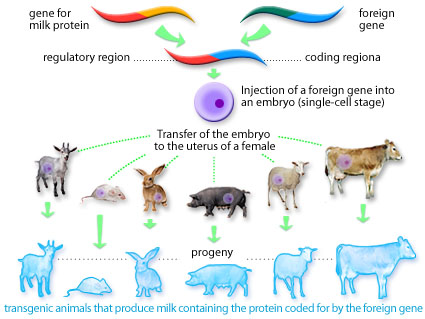 gene for
milk protein
foreign
gene
regulatory region
coding regiona
Injection of a foreign gene into
an embryo (single-cell stage)
Transfer of the embryo
to the uterus of a female
progeny
transgenic animals that produce milk containing the protein coded for by the foreign gene